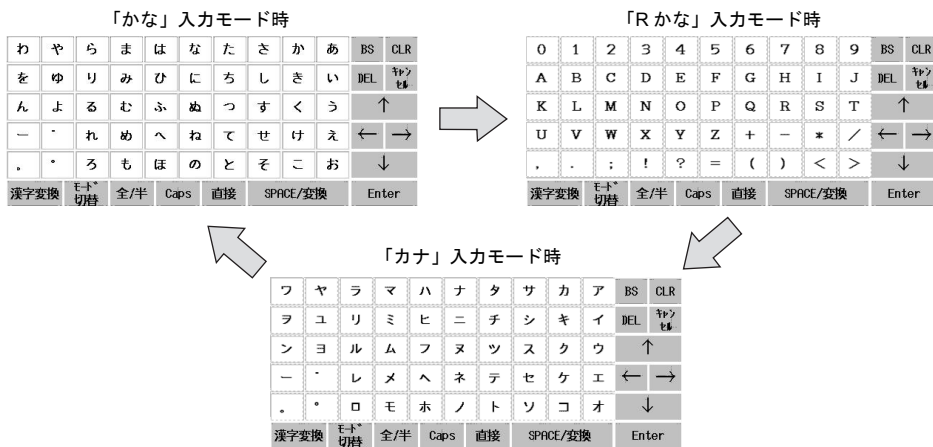 「かな」入力モード時
わ や ら ま は な た さ か あ BS CLR
を ゆ り み ひ に ち し き い DEL キャンセル
ん よ る む ふ ぬ つ す く う ↑
ー ゛ れ め へ ね て せ け え ← →
。 ゜ ろ も ほ の と そ こ お ↓
漢字変換 モード切替 全/半 Caps 直接 SPACE/変換 Enter
「Rかな」入力モード時
0 1 2 3 4 5 6 7 8 9 BS CLR
A B C D E F G H I J DEL キャンセル
K L M N O P Q R S T ↑
U V W X Y Z + - * / ← →
, . ; ! ? = ( ) < > ↓
漢字変換 モード切替 全/半 Caps 直接 SPACE/変換 Enter
「カナ」入力モード時
ワ ヤ ラ マ ハ ナ タ サ カ ア BS CLR
ヲ ユ リ ミ ヒ ニ チ シ キ イ DEL キャンセル
ン ヨ ル ム フ ヌ ツ ス ク ウ ↑
ー ゛ レ メ ヘ ネ テ セ ケ エ ← →
。 ゜ ロ モ ホ ノ ト ソ コ オ ↓
漢字変換 モード切替 全/半 Caps 直接 SPACE/変換 Enter